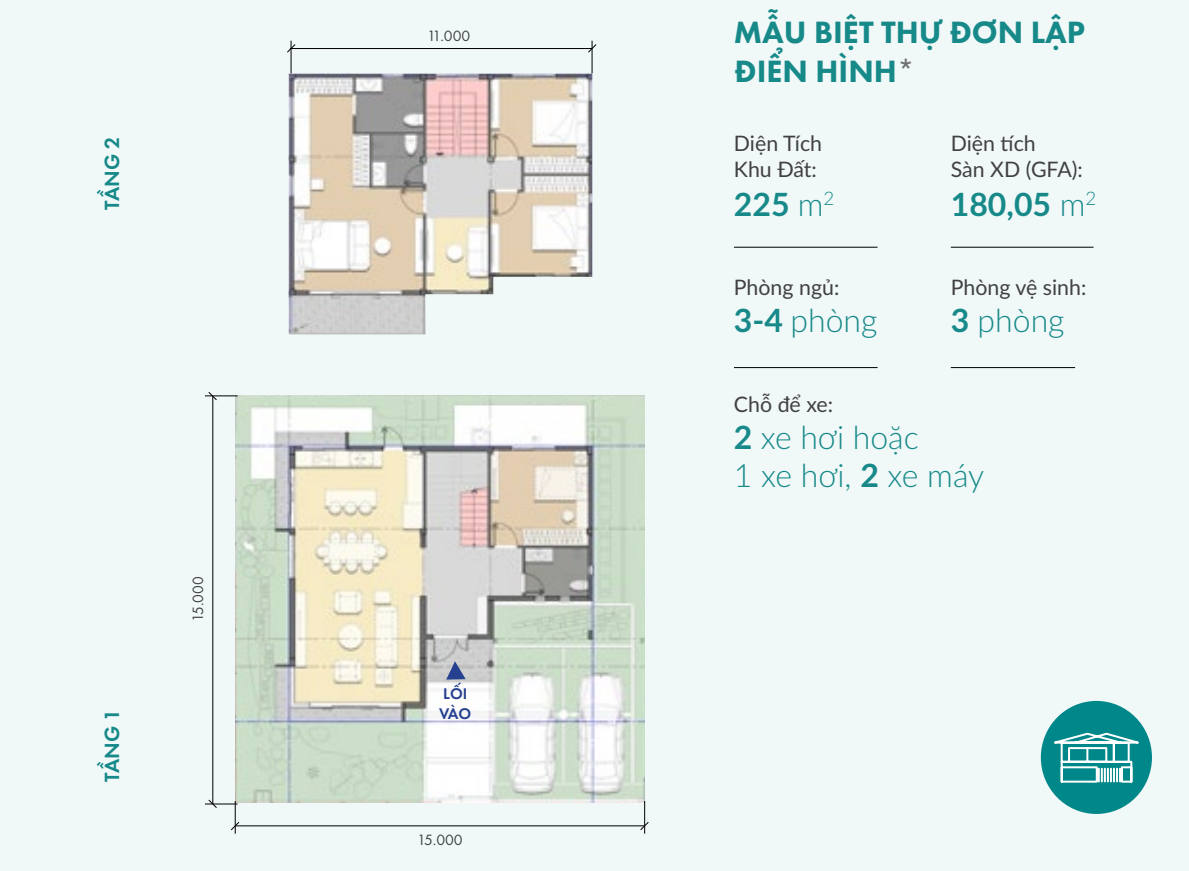 11.000
TẦNG 2
15.000
LỐI
VÀO
TẦNG 1
15.000
MẪU BIỆT THỰ ĐƠN LẬP
ĐIỂN HÌNH*
Diện Tích
Khu Đất:
225 m²
Diện tích
Sàn XD (GFA):
180,05 m²
Phòng ngủ:
3-4 phòng
Phòng vệ sinh:
3 phòng
Chỗ để xe:
2 xe hơi hoặc
1 xe hơi, 2 xe máy